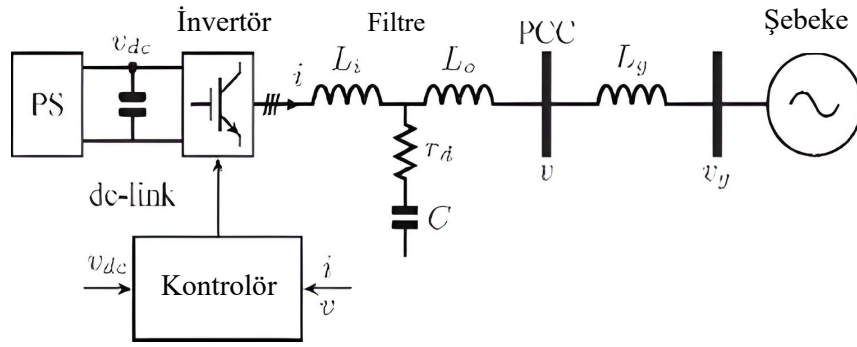 İnvertör
Filtre
PCC
Şebeke
v_dc
i
L_i
L_o
L_g
PS
r_d
v
v_g
dc-link
C
v_dc
Kontrolör
i
v